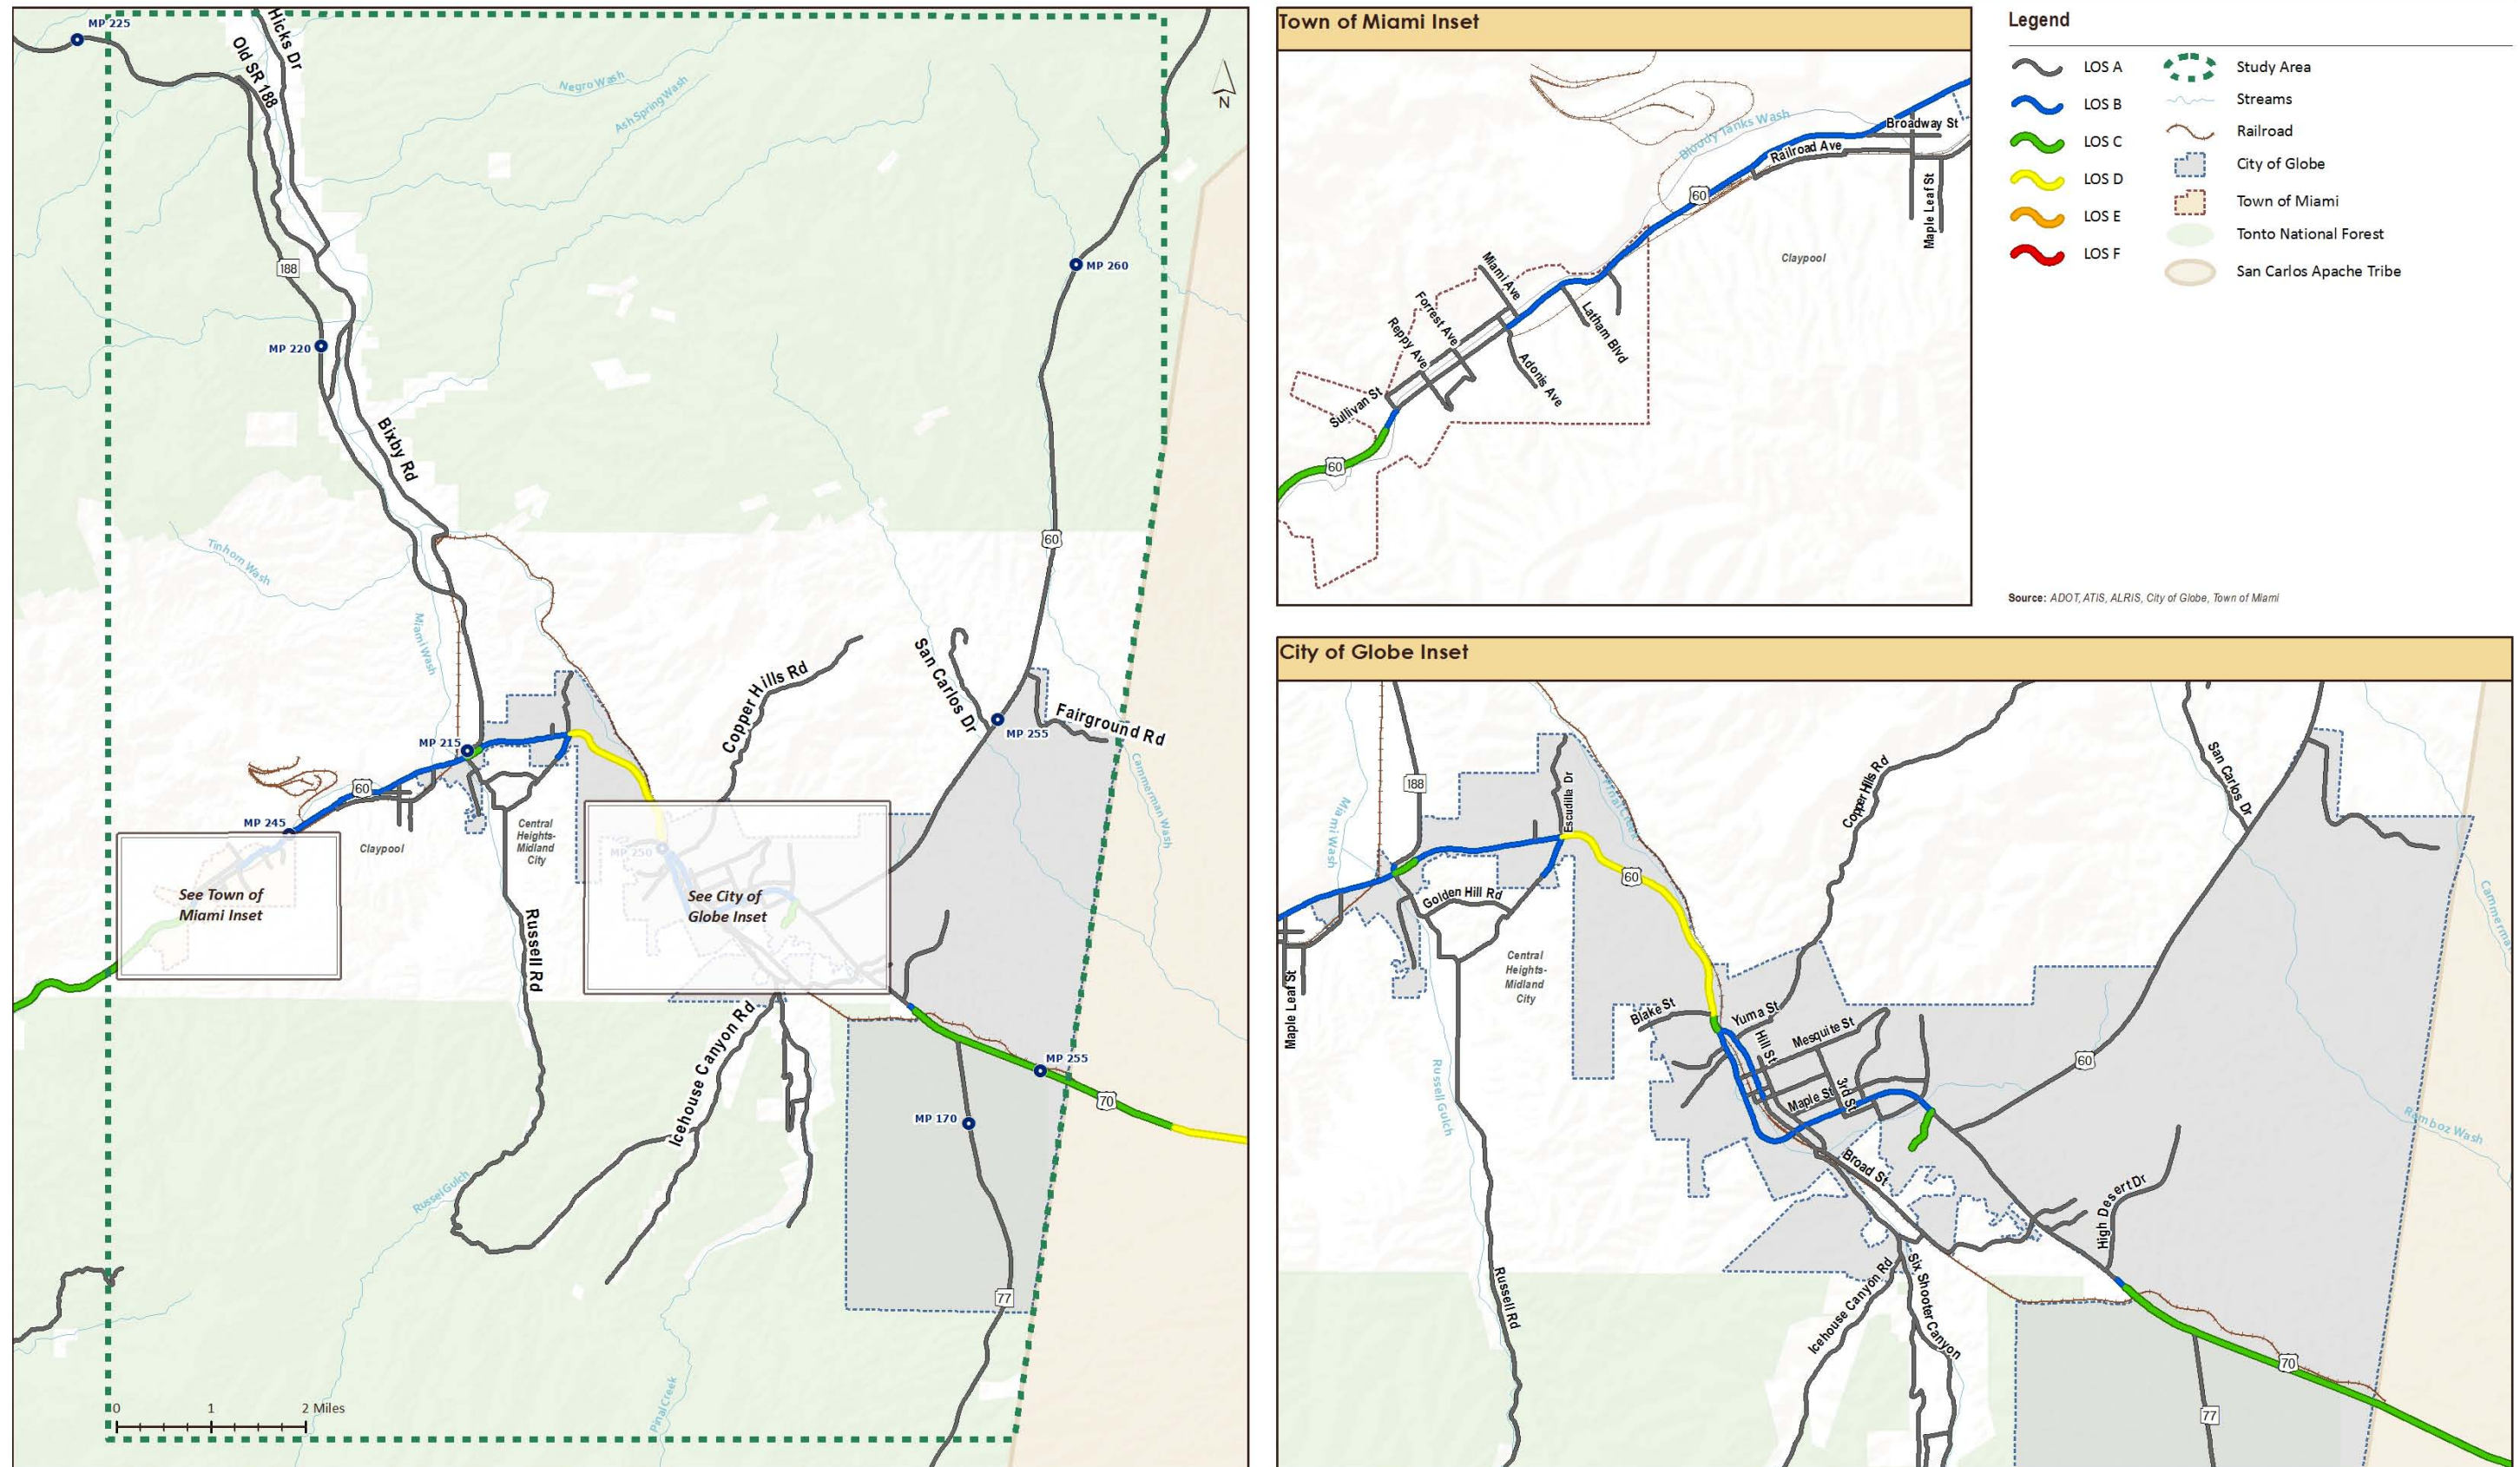 MP 225
Hicks Dr
Old SR 188
Negro Wash
Ash Spring Wash
N
188
MP 260
MP 220
Bixby Rd
60
Tinhorn Wash
Miami Wash
Copper Hills Rd
San Carlos Dr
MP 255
Fairground Rd
Cammerman Wash
MP 215
60
MP 245
Claypool
Central
Heights-
Midland
City
MP 250
See Town of
Miami Inset
See City of
Globe Inset
Russell Rd
Icehouse Canyon Rd
MP 255
70
MP 170
Russel Gulch
77
Pinal Creek
0 1 2 Miles
Town of Miami Inset
Bloody Tanks Wash
Broadway St
Railroad Ave
60
Maple Leaf St
Claypool
Miami Ave
Forrest Ave
Reppy Ave
Latham Blvd
Adonis Ave
Sullivan St
60
Legend
LOS A
LOS B
LOS C
LOS D
LOS E
LOS F
Study Area
Streams
Railroad
City of Globe
Town of Miami
Tonto National Forest
San Carlos Apache Tribe
Source: ADOT, ATIS, ALRIS, City of Globe, Town of Miami
City of Globe Inset
188
Miami Wash
Escudilla Dr
Pinal Creek
Copper Hills Rd
San Carlos Dr
60
Golden Hill Rd
Central
Heights-
Midland
City
Maple Leaf St
Blake St
Yuma St
Hill St
Mesquite St
3rd St
Maple St
60
Russell Gulch
Ramboz Wash
Broad St
High Desert Dr
Russell Rd
Icehouse Canyon Rd
Six Shooter Canyon
70
77